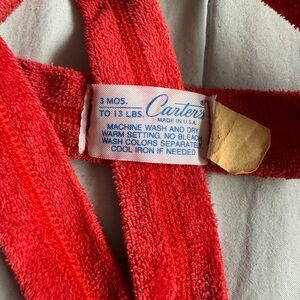 3 MOS.
TO 13 LBS. Carter's
MADE IN U.S.A.
MACHINE WASH AND DRY
WARM SETTING. NO BLEACH
WASH COLORS SEPARATELY
COOL IRON IF NEEDED